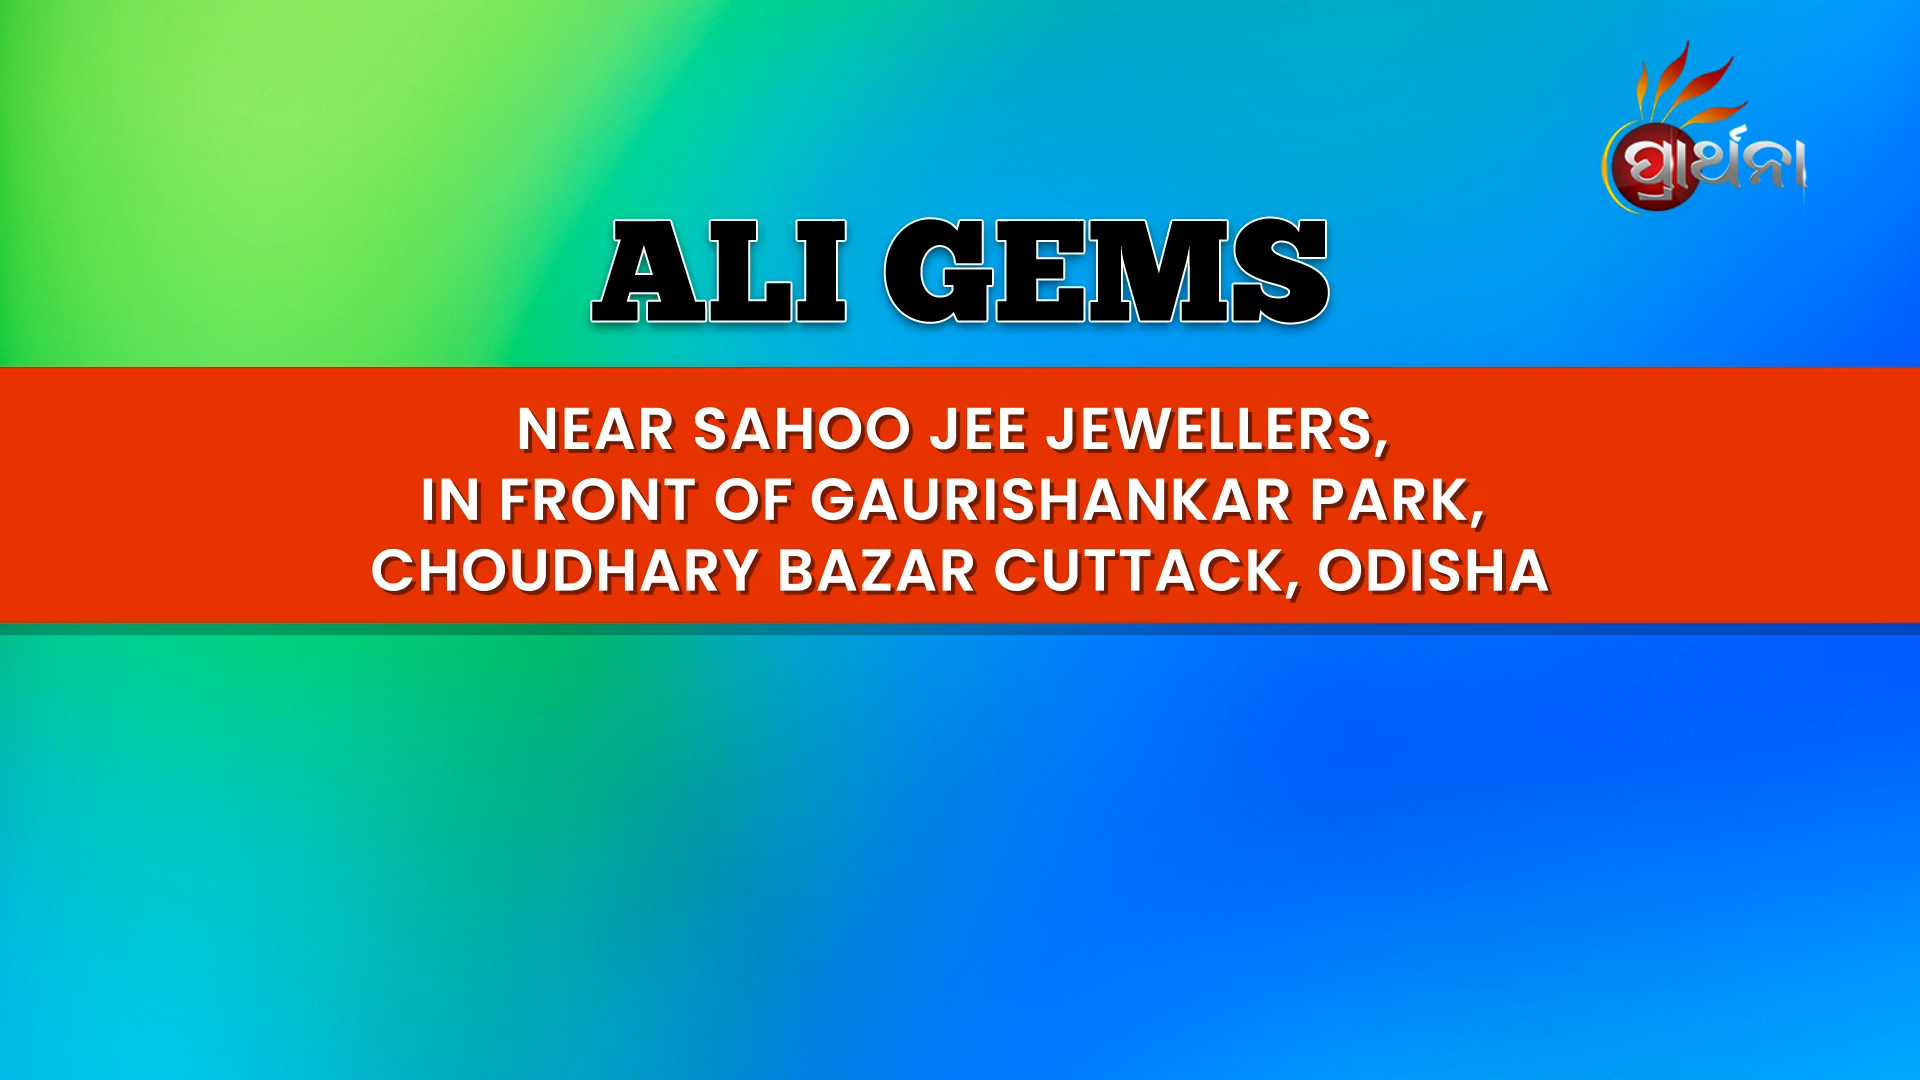 ପ୍ରାର୍ଥନା
ALI GEMS
NEAR SAHOO JEE JEWELLERS,
IN FRONT OF GAURISHANKAR PARK,
CHOUDHARY BAZAR CUTTACK, ODISHA